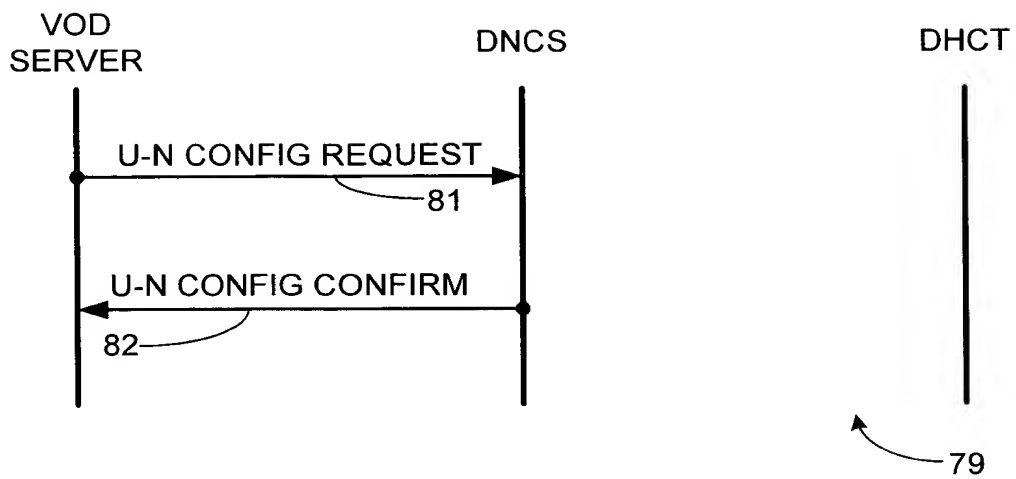 VOD
SERVER
DNCS
DHCT
U-N CONFIG REQUEST
81
U-N CONFIG CONFIRM
82
79